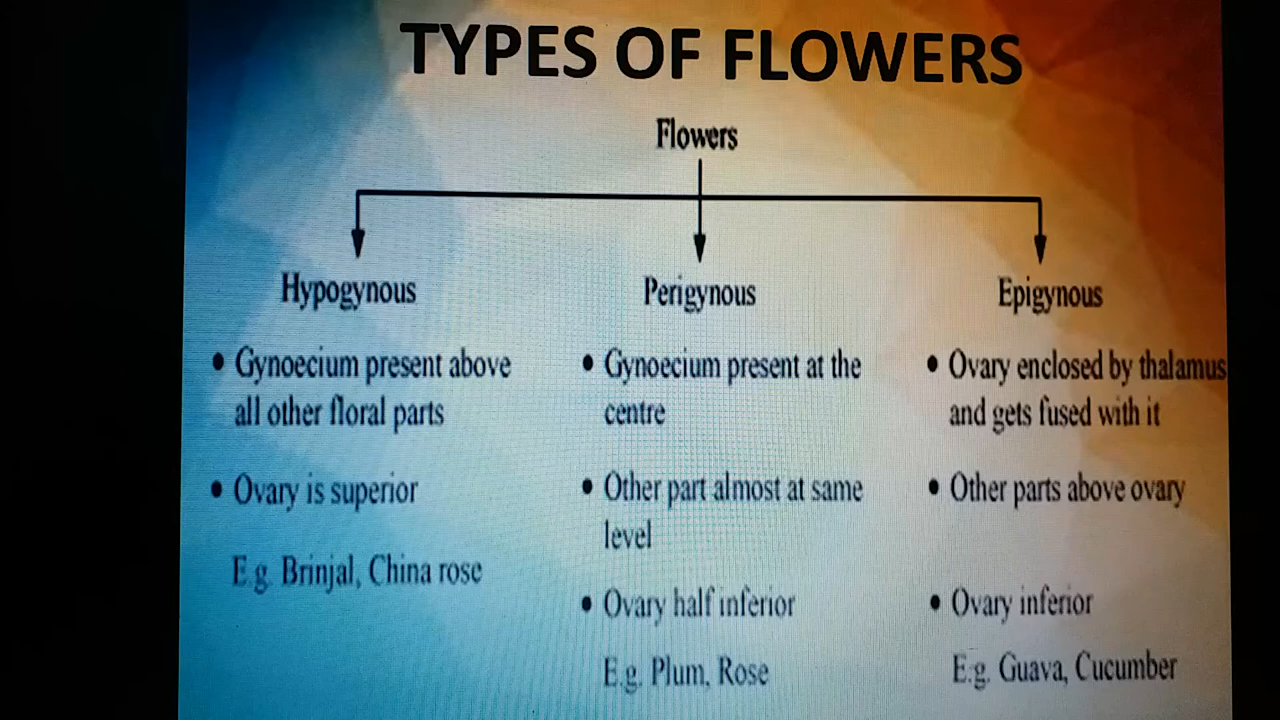 TYPES OF FLOWERS
Flowers
Hypogynous
• Gynoecium present above
all other floral parts
• Ovary is superior
E.g. Brinjal, China rose
Perigynous
• Gynoecium present at the
centre
• Other part almost at same
level
• Ovary half inferior
E.g. Plum, Rose
Epigynous
• Ovary enclosed by thalamus
and gets fused with it
• Other parts above ovary
• Ovary inferior
E.g. Guava, Cucumber